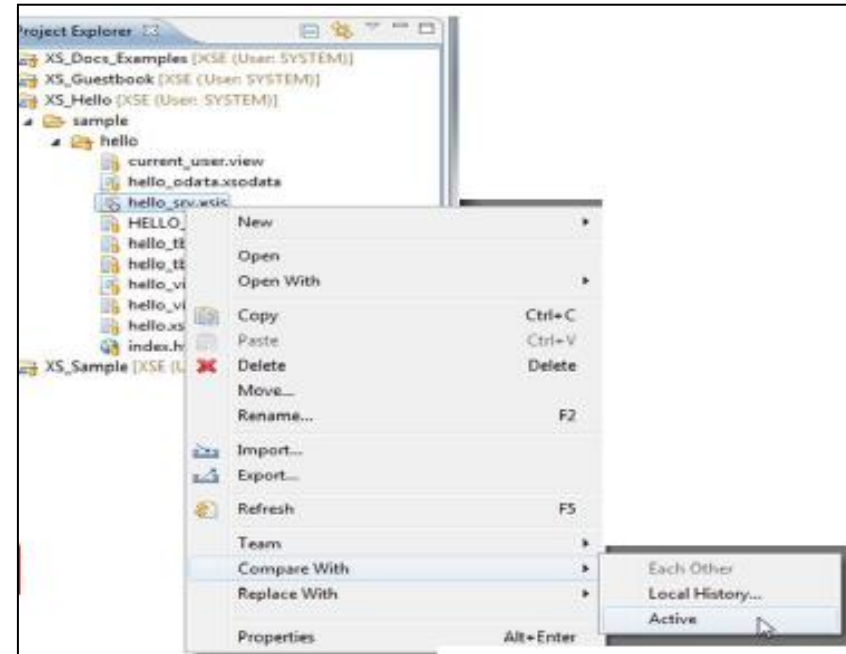 Project Explorer
XS_Docs_Examples [XSE (User: SYSTEM)]
XS_Guestbook [XSE (User: SYSTEM)]
XS_Hello [XSE (User: SYSTEM)]
sample
hello
current_user.view
hello_odata.xsodata
hello_srv.xsjs
HELLO_
hello_tb
hello_tb
hello_vi
hello_vi
hello.xs
index.h
XS_Sample [XSE (U
New
Open
Open With
Copy Ctrl+C
Paste Ctrl+V
Delete Delete
Move...
Rename... F2
Import...
Export...
Refresh F5
Team
Compare With
Replace With
Properties Alt+Enter
Each Other
Local History...
Active